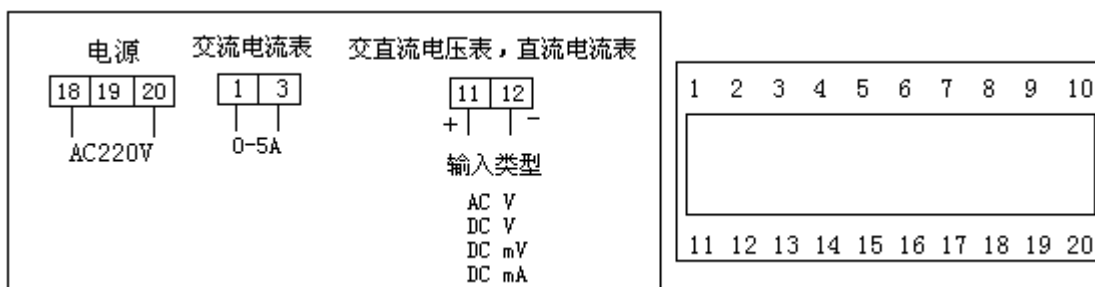 电源
18 19 20
AC220V
交流电流表
1 3
0-5A
交直流电压表，直流电流表
11 12
+ -
输入类型
AC V
DC V
DC mV
DC mA
1 2 3 4 5 6 7 8 9 10
11 12 13 14 15 16 17 18 19 20